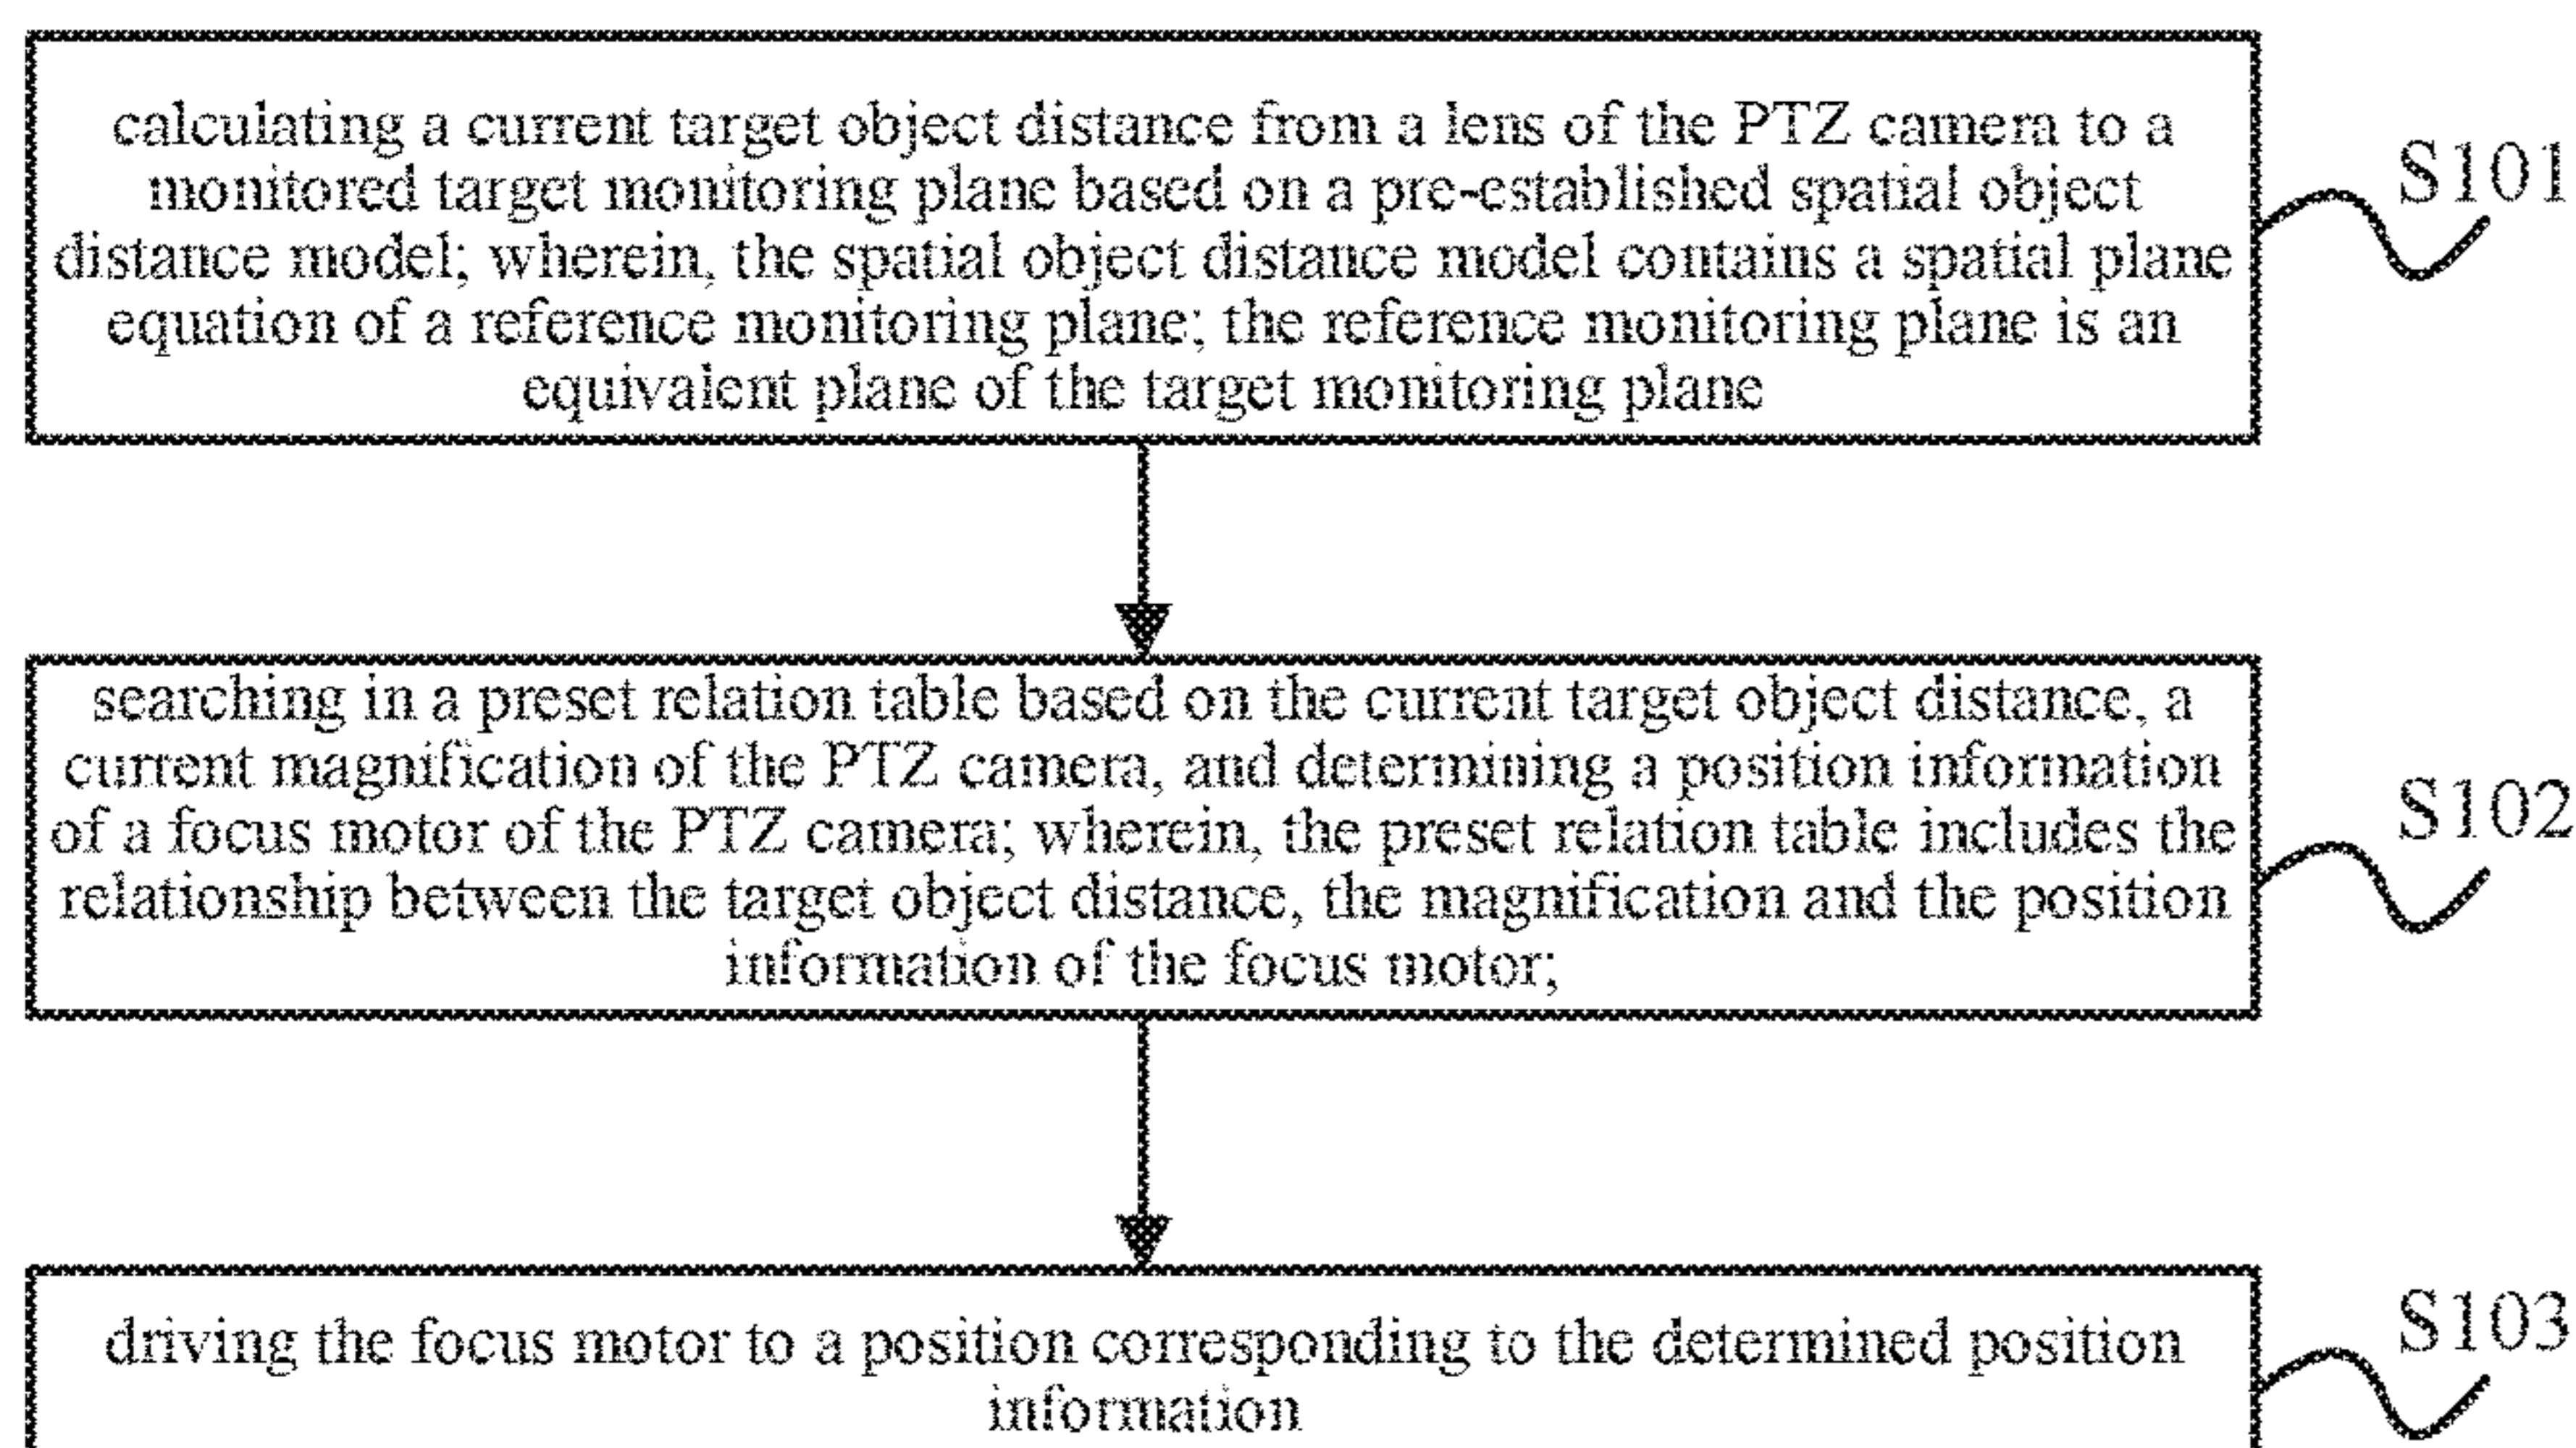 calculating a current target object distance from a lens of the PTZ camera to a
monitored target monitoring plane based on a pre-established spatial object
distance model; wherein, the spatial object distance model contains a spatial plane
equation of a reference monitoring plane; the reference monitoring plane is an
equivalent plane of the target monitoring plane
S101
searching in a preset relation table based on the current target object distance, a
current magnification of the PTZ camera, and determining a position information
of a focus motor of the PTZ camera; wherein, the preset relation table includes the
relationship between the target object distance, the magnification and the position
information of the focus motor;
S102
driving the focus motor to a position corresponding to the determined position
information
S103